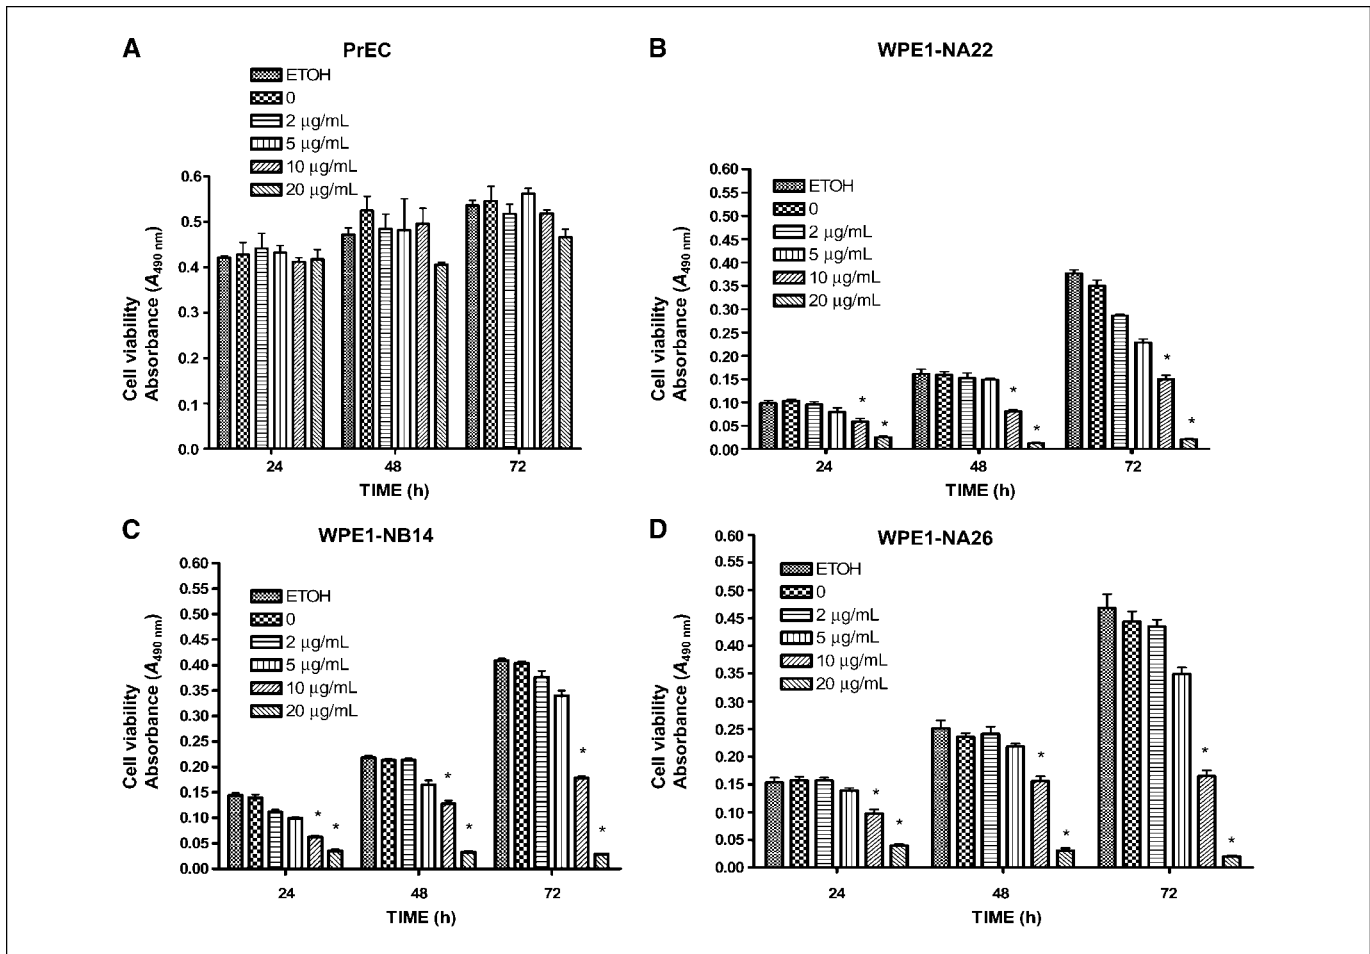 A
PrEC
ETOH
0
2 μg/mL
5 μg/mL
10 μg/mL
20 μg/mL
0.6
0.5
0.4
0.3
0.2
0.1
0.0
Cell viability
Absorbance (A490 nm)
24
48
72
TIME (h)
B
WPE1-NA22
ETOH
0
2 μg/mL
5 μg/mL
10 μg/mL
20 μg/mL
0.60
0.55
0.50
0.45
0.40
0.35
0.30
0.25
0.20
0.15
0.10
0.05
0.00
Cell viability
Absorbance (A490 nm)
* * * * * *
24
48
72
TIME (h)
C
WPE1-NB14
ETOH
0
2 μg/mL
5 μg/mL
10 μg/mL
20 μg/mL
0.60
0.55
0.50
0.45
0.40
0.35
0.30
0.25
0.20
0.15
0.10
0.05
0.00
Cell viability
Absorbance (A490 nm)
* * * * * *
24
48
72
TIME (h)
D
WPE1-NA26
ETOH
0
2 μg/mL
5 μg/mL
10 μg/mL
20 μg/mL
0.60
0.50
0.45
0.35
0.30
0.25
0.20
0.15
0.15
0.10
0.05
0.05
0.00
Cell viability
Absorbance (A490 nm)
* * * * * *
24
48
72
TIME (h)